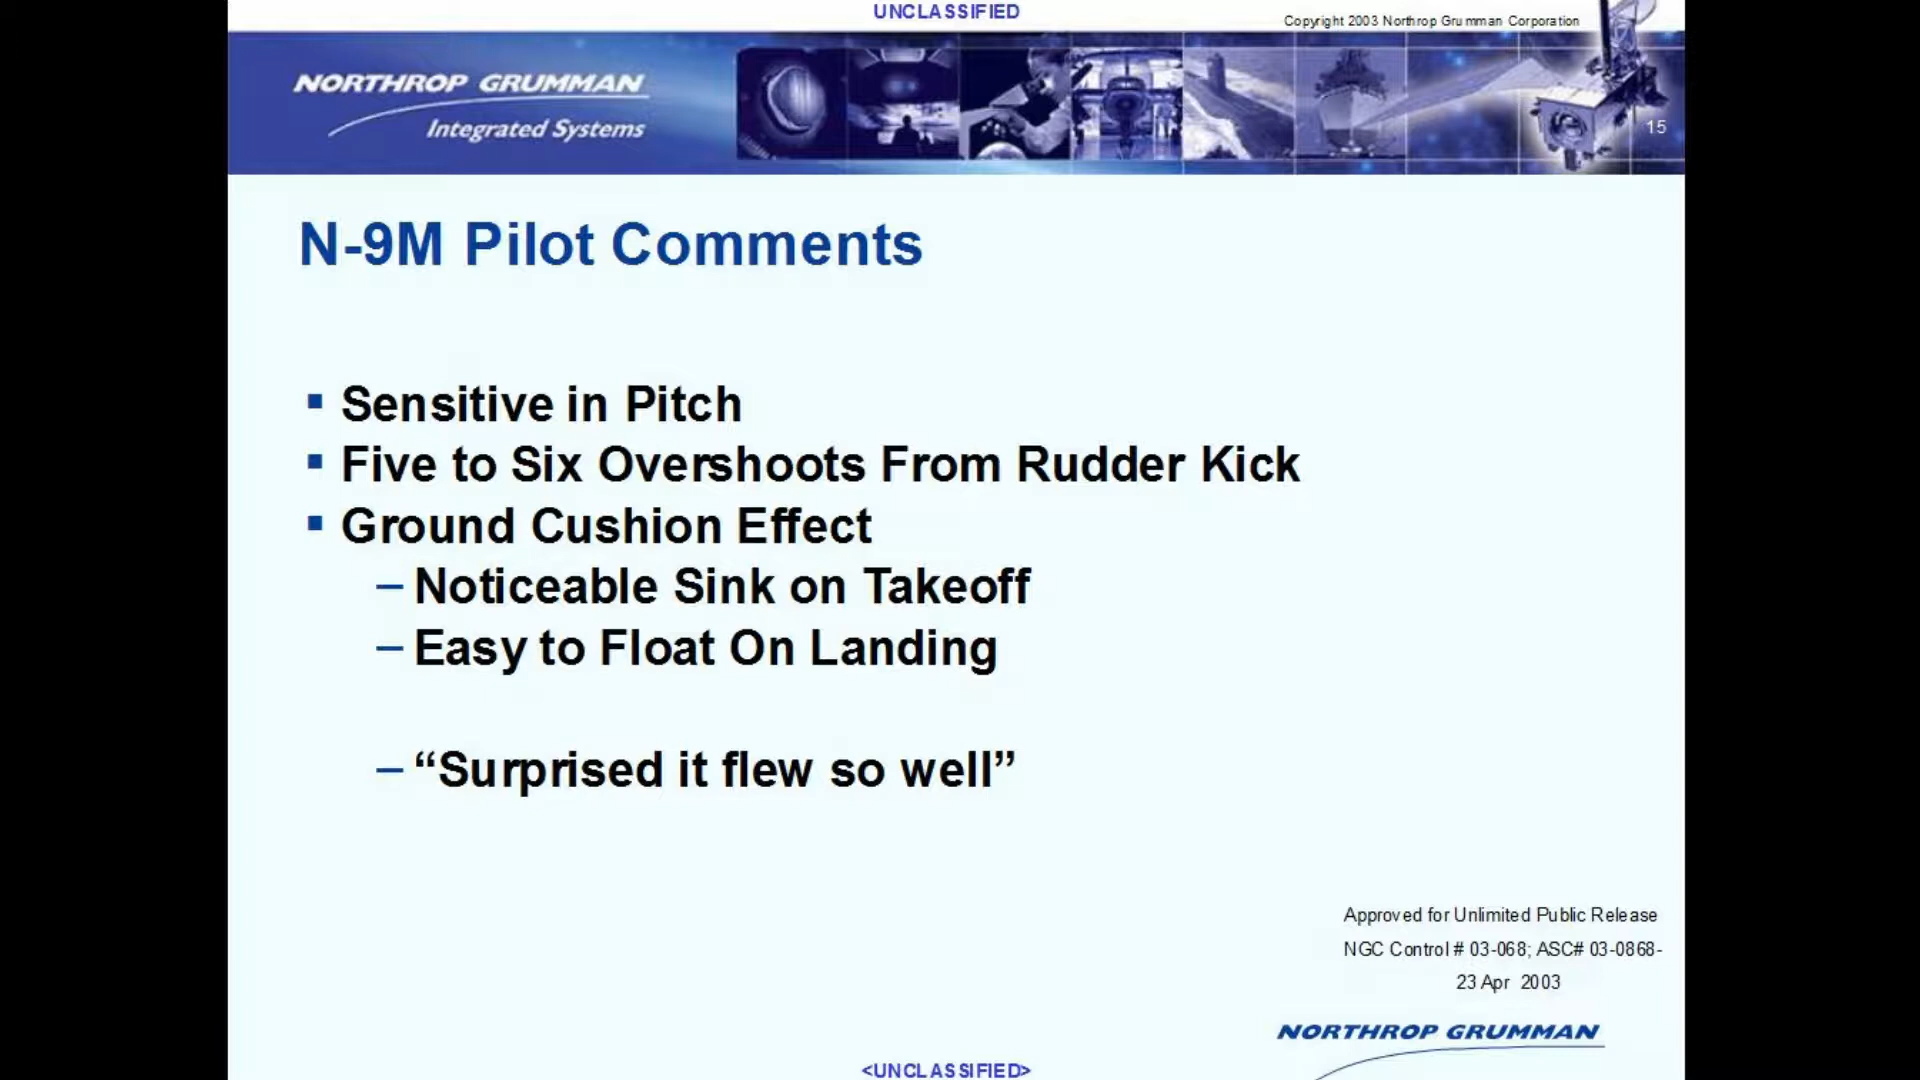 UNCLASSIFIED
Copyright 2003 Northrop Grumman Corporation
NORTHROP GRUMMAN
Integrated Systems
15
N-9M Pilot Comments
▪ Sensitive in Pitch
▪ Five to Six Overshoots From Rudder Kick
▪ Ground Cushion Effect
– Noticeable Sink on Takeoff
– Easy to Float On Landing
– “Surprised it flew so well”
Approved for Unlimited Public Release
NGC Control # 03-068; ASC# 03-0868-
23 Apr 2003
NORTHROP GRUMMAN
<UNCLASSIFIED>